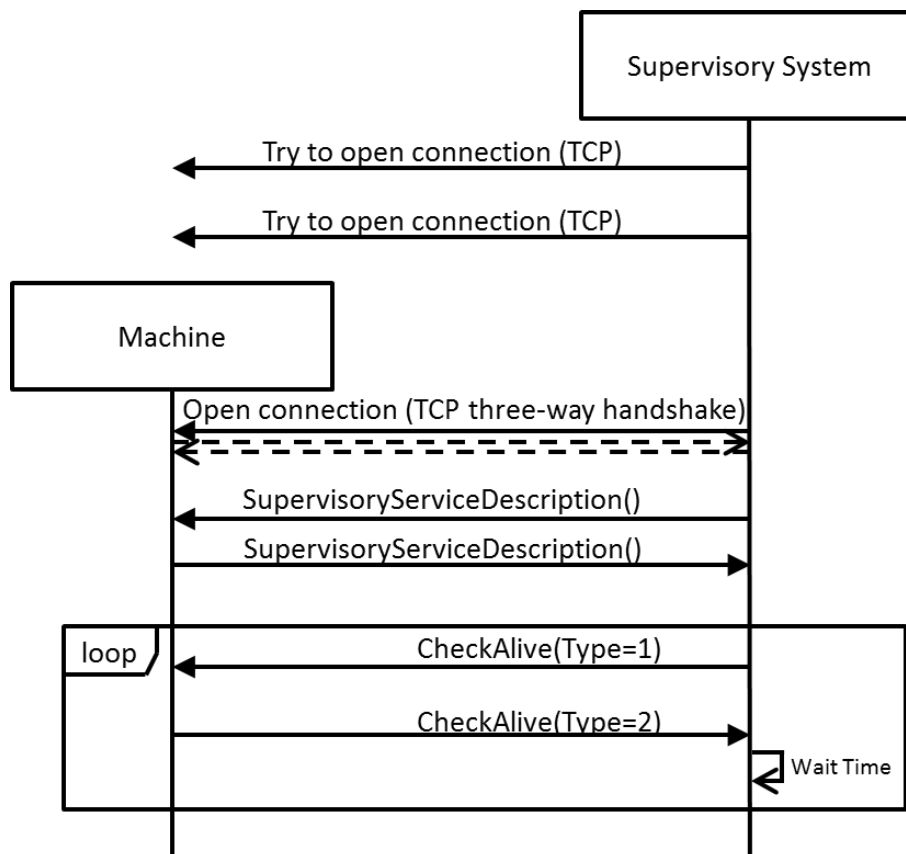 Supervisory System
Try to open connection (TCP)
Try to open connection (TCP)
Machine
Open connection (TCP three-way handshake)
SupervisoryServiceDescription()
SupervisoryServiceDescription()
loop
CheckAlive(Type=1)
CheckAlive(Type=2)
Wait Time